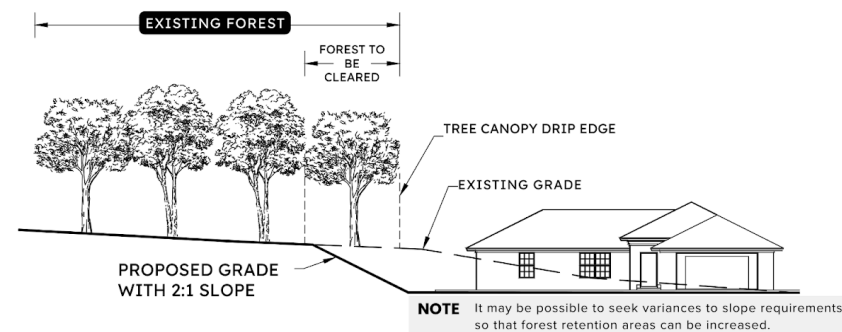 EXISTING FOREST
FOREST TO
BE
CLEARED
TREE CANOPY DRIP EDGE
EXISTING GRADE
PROPOSED GRADE
WITH 2:1 SLOPE
NOTE It may be possible to seek variances to slope requirements
so that forest retention areas can be increased.